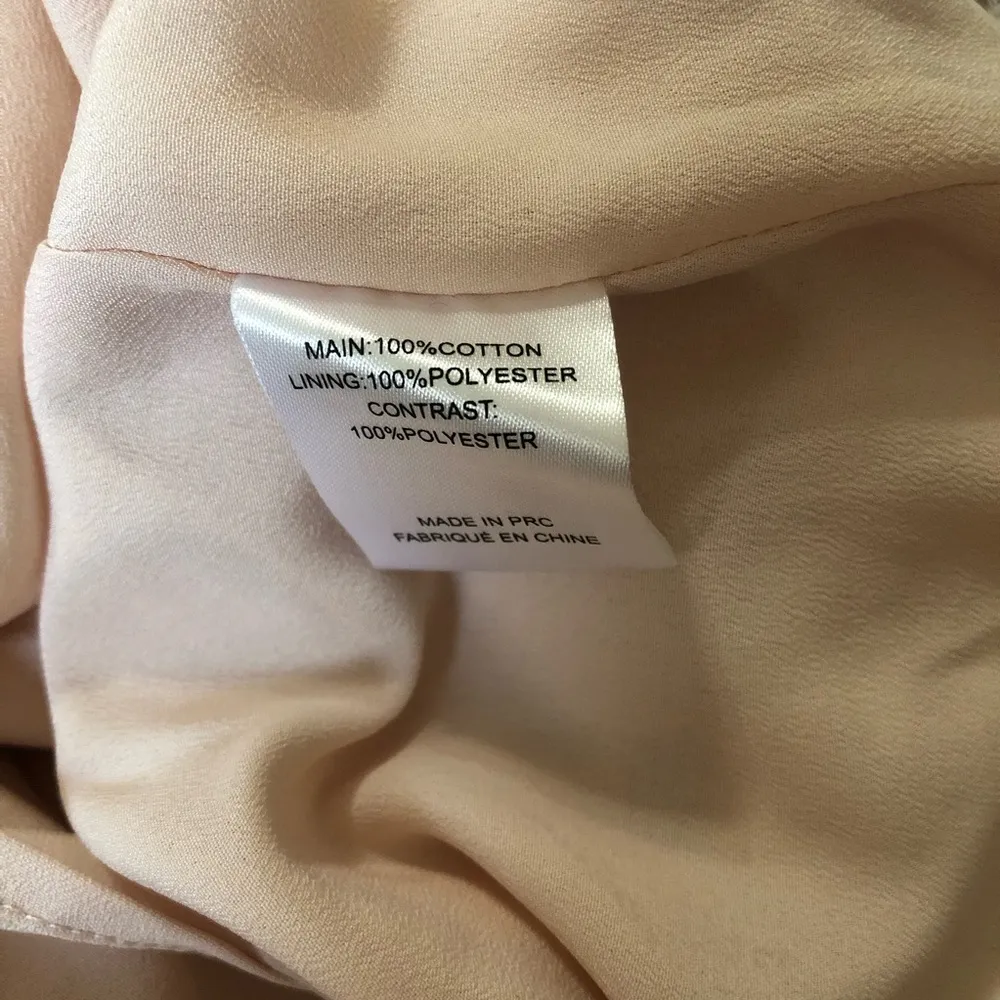 MAIN:100%COTTON
LINING:100%POLYESTER
CONTRAST:
100%POLYESTER
MADE IN PRC
FABRIQUÉ EN CHINE